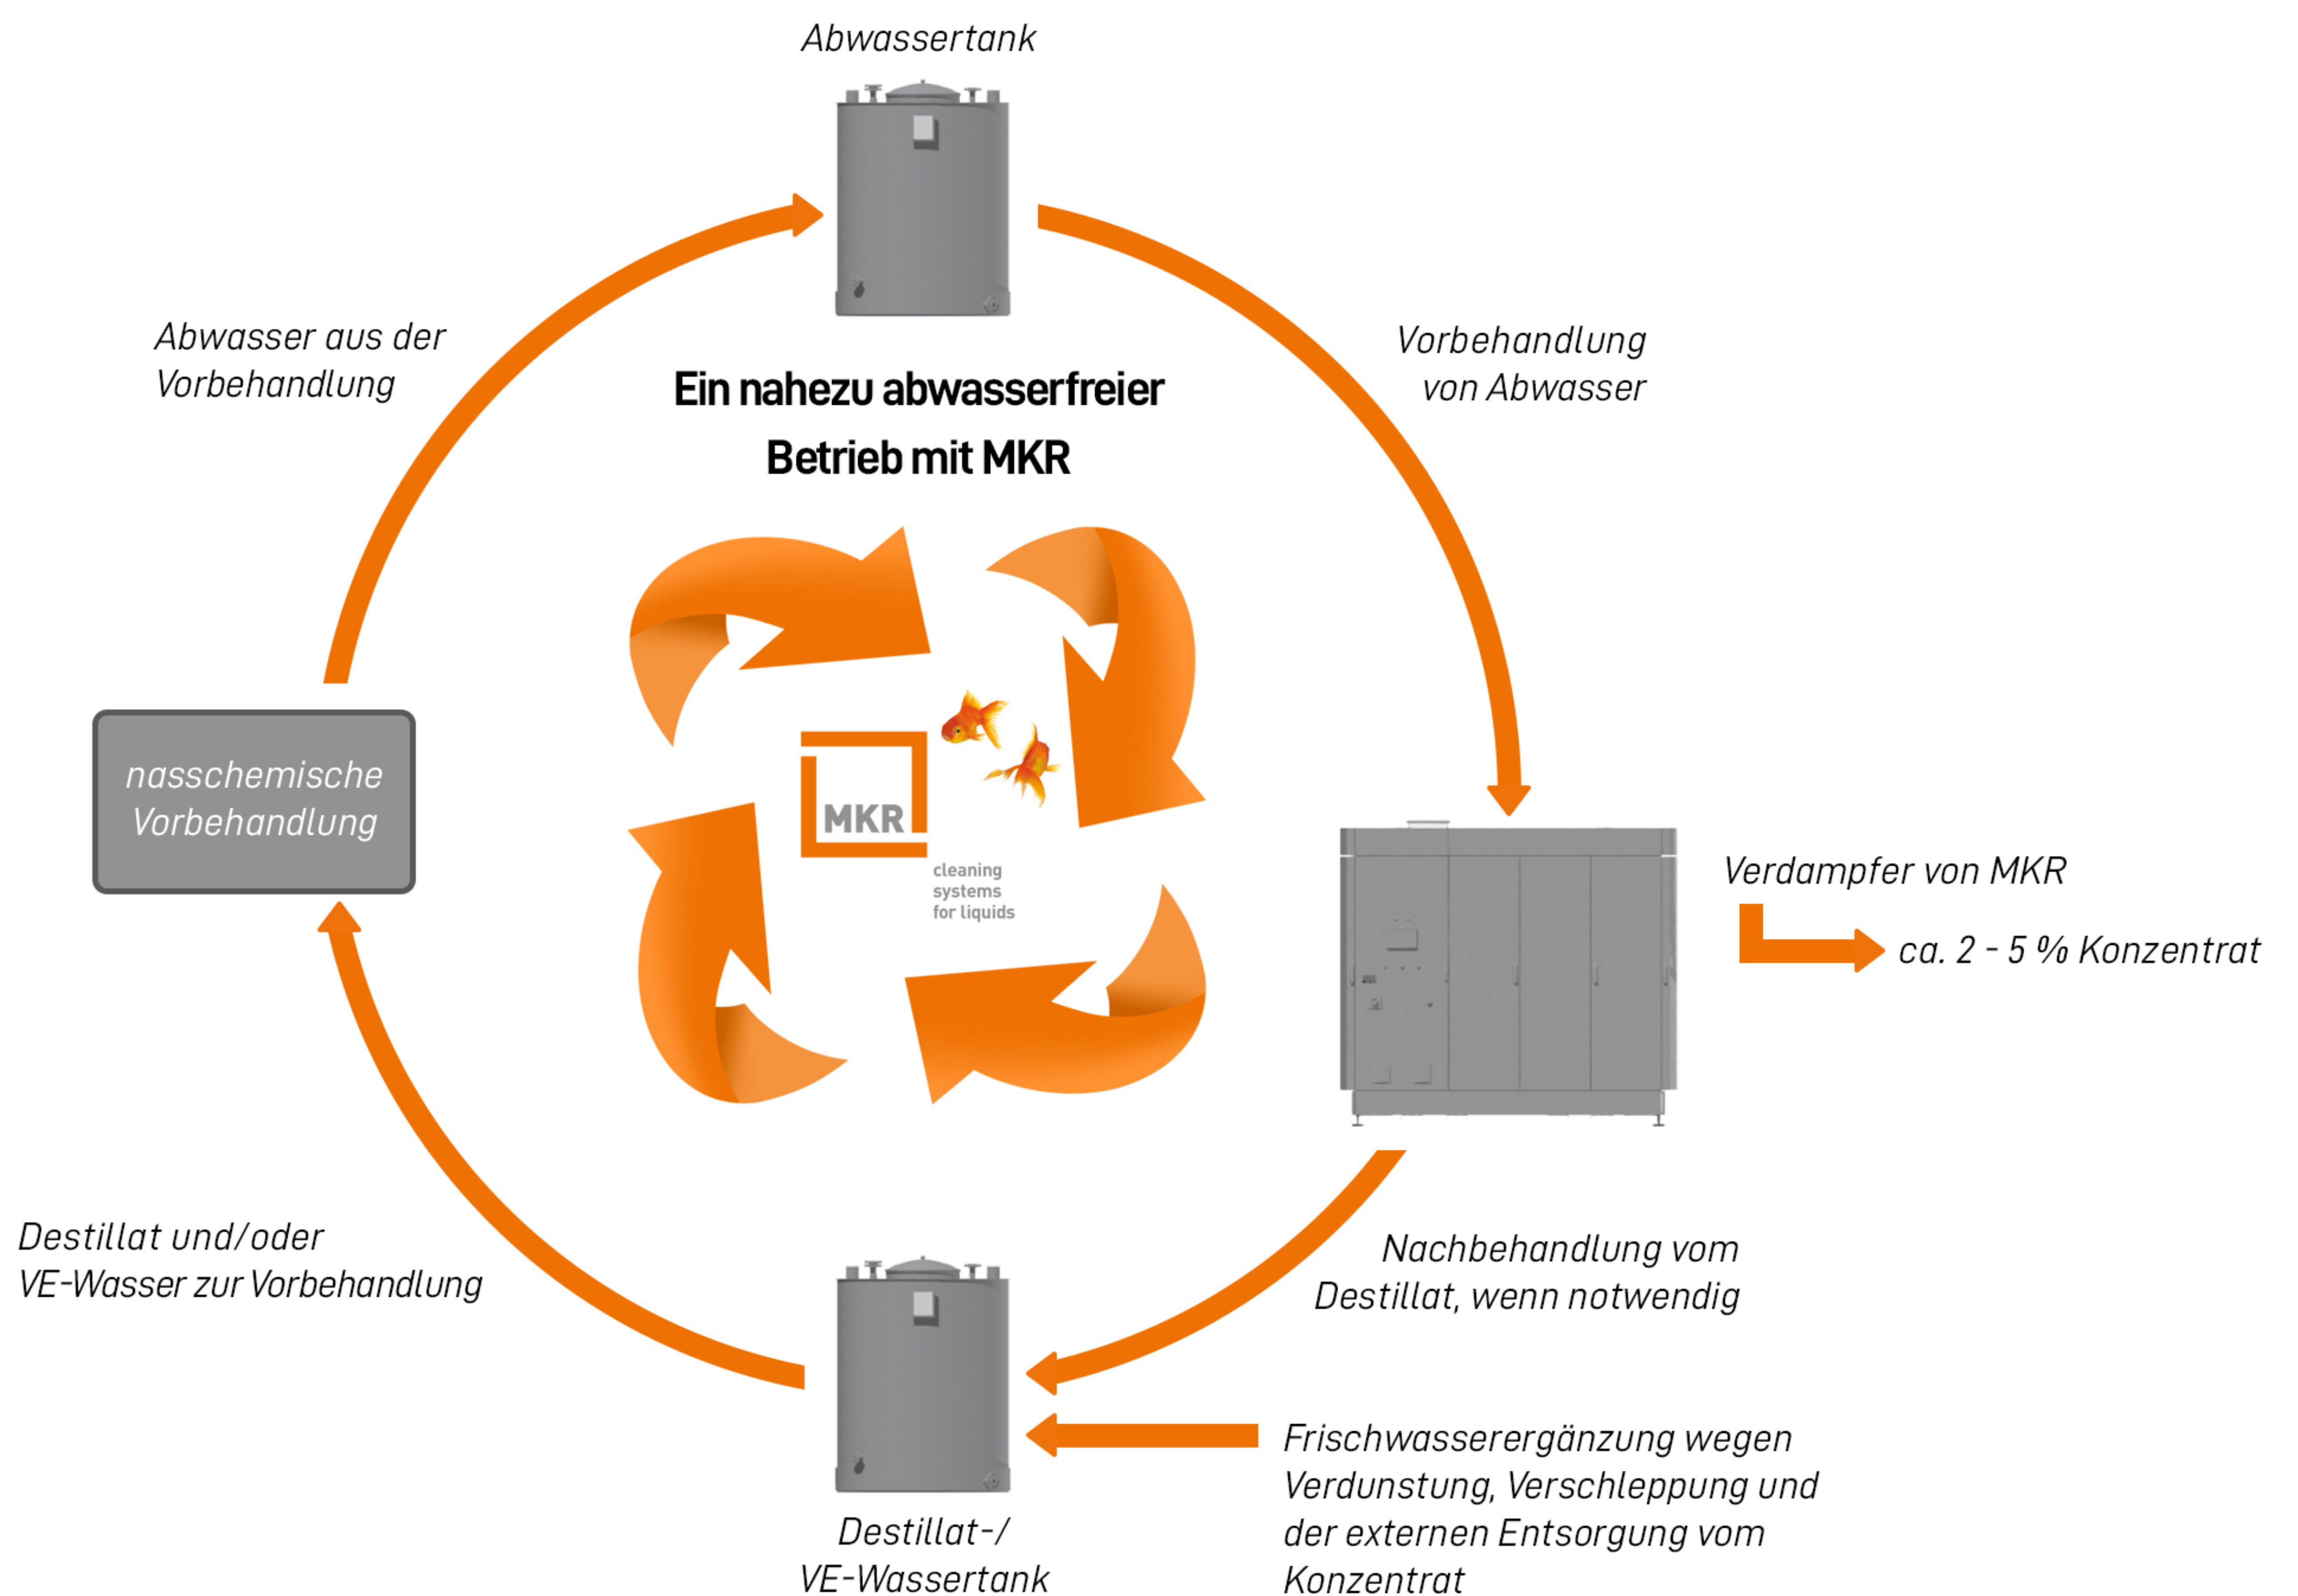 Abwassertank
Abwasser aus der
Vorbehandlung
Vorbehandlung
von Abwasser
Ein nahezu abwasserfreier
Betrieb mit MKR
nasschemische
Vorbehandlung
MKR
cleaning
systems
for liquids
Verdampfer von MKR
ca. 2 - 5 % Konzentrat
Destillat und/oder
VE-Wasser zur Vorbehandlung
Nachbehandlung vom
Destillat, wenn notwendig
Frischwasserergänzung wegen
Verdunstung, Verschleppung und
der externen Entsorgung vom
Konzentrat
Destillat-/
VE-Wassertank